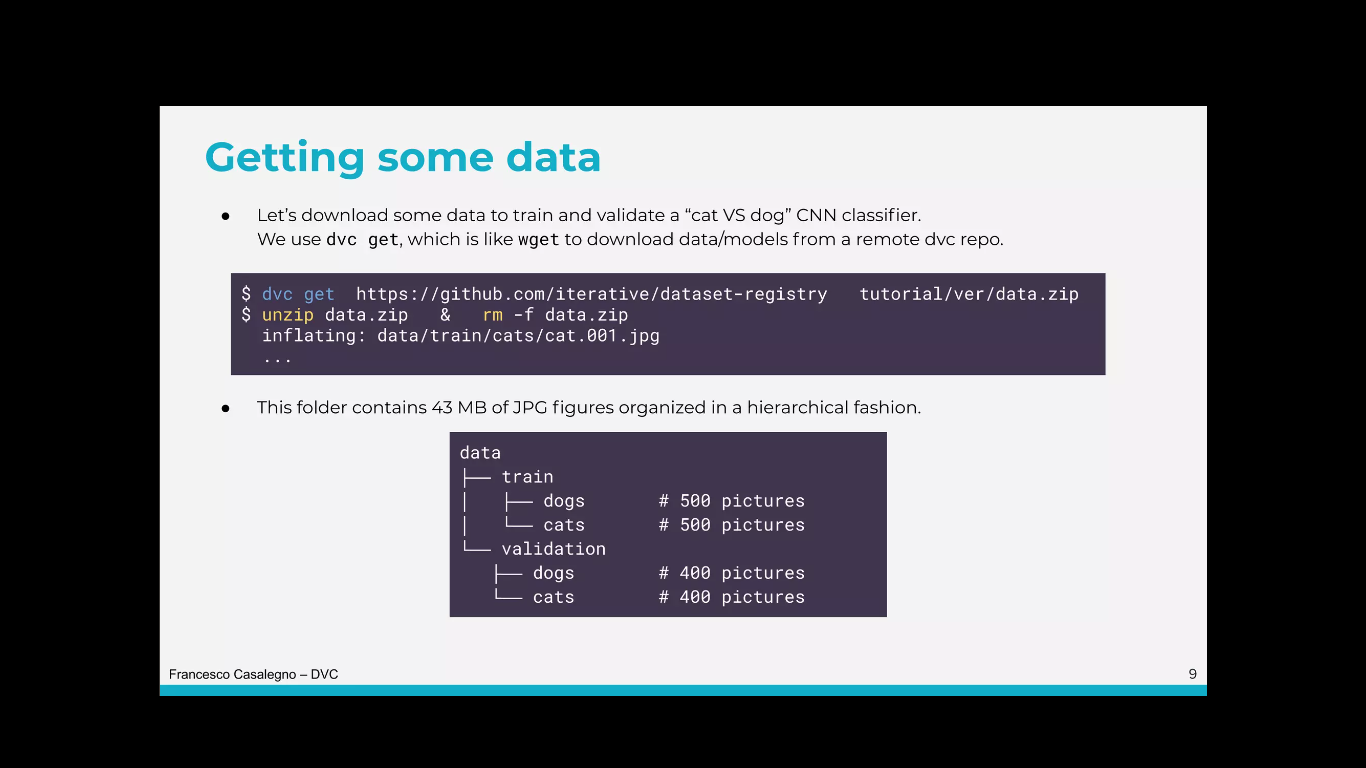 Getting some data
● Let's download some data to train and validate a “cat VS dog” CNN classifier.
We use dvc get, which is like wget to download data/models from a remote dvc repo.
$ dvc get  https://github.com/iterative/dataset-registry   tutorial/ver/data.zip
$ unzip data.zip   &   rm -f data.zip
  inflating: data/train/cats/cat.001.jpg
  ...
● This folder contains 43 MB of JPG figures organized in a hierarchical fashion.
data
├── train
│   ├── dogs       # 500 pictures
│   └── cats       # 500 pictures
└── validation
   ├── dogs        # 400 pictures
   └── cats        # 400 pictures
Francesco Casalegno – DVC
9